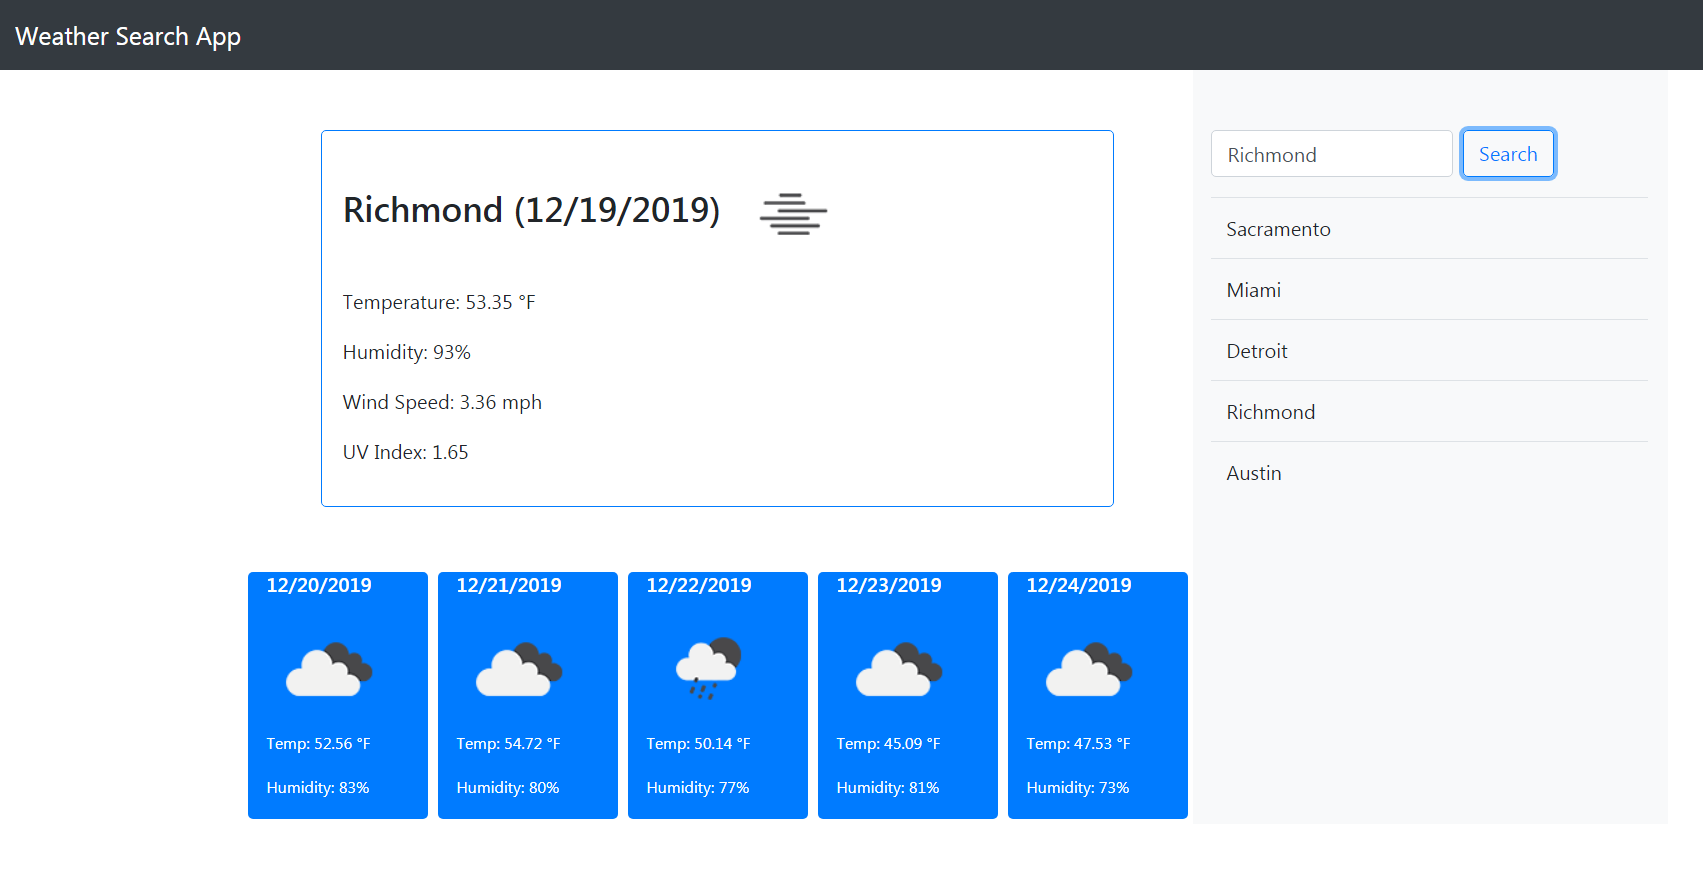 Weather Search App
Richmond (12/19/2019)
Temperature: 53.35 °F
Humidity: 93%
Wind Speed: 3.36 mph
UV Index: 1.65
Richmond
Search
Sacramento
Miami
Detroit
Richmond
Austin
12/20/2019
Temp: 52.56 °F
Humidity: 83%
12/21/2019
Temp: 54.72 °F
Humidity: 80%
12/22/2019
Temp: 50.14 °F
Humidity: 77%
12/23/2019
Temp: 45.09 °F
Humidity: 81%
12/24/2019
Temp: 47.53 °F
Humidity: 73%